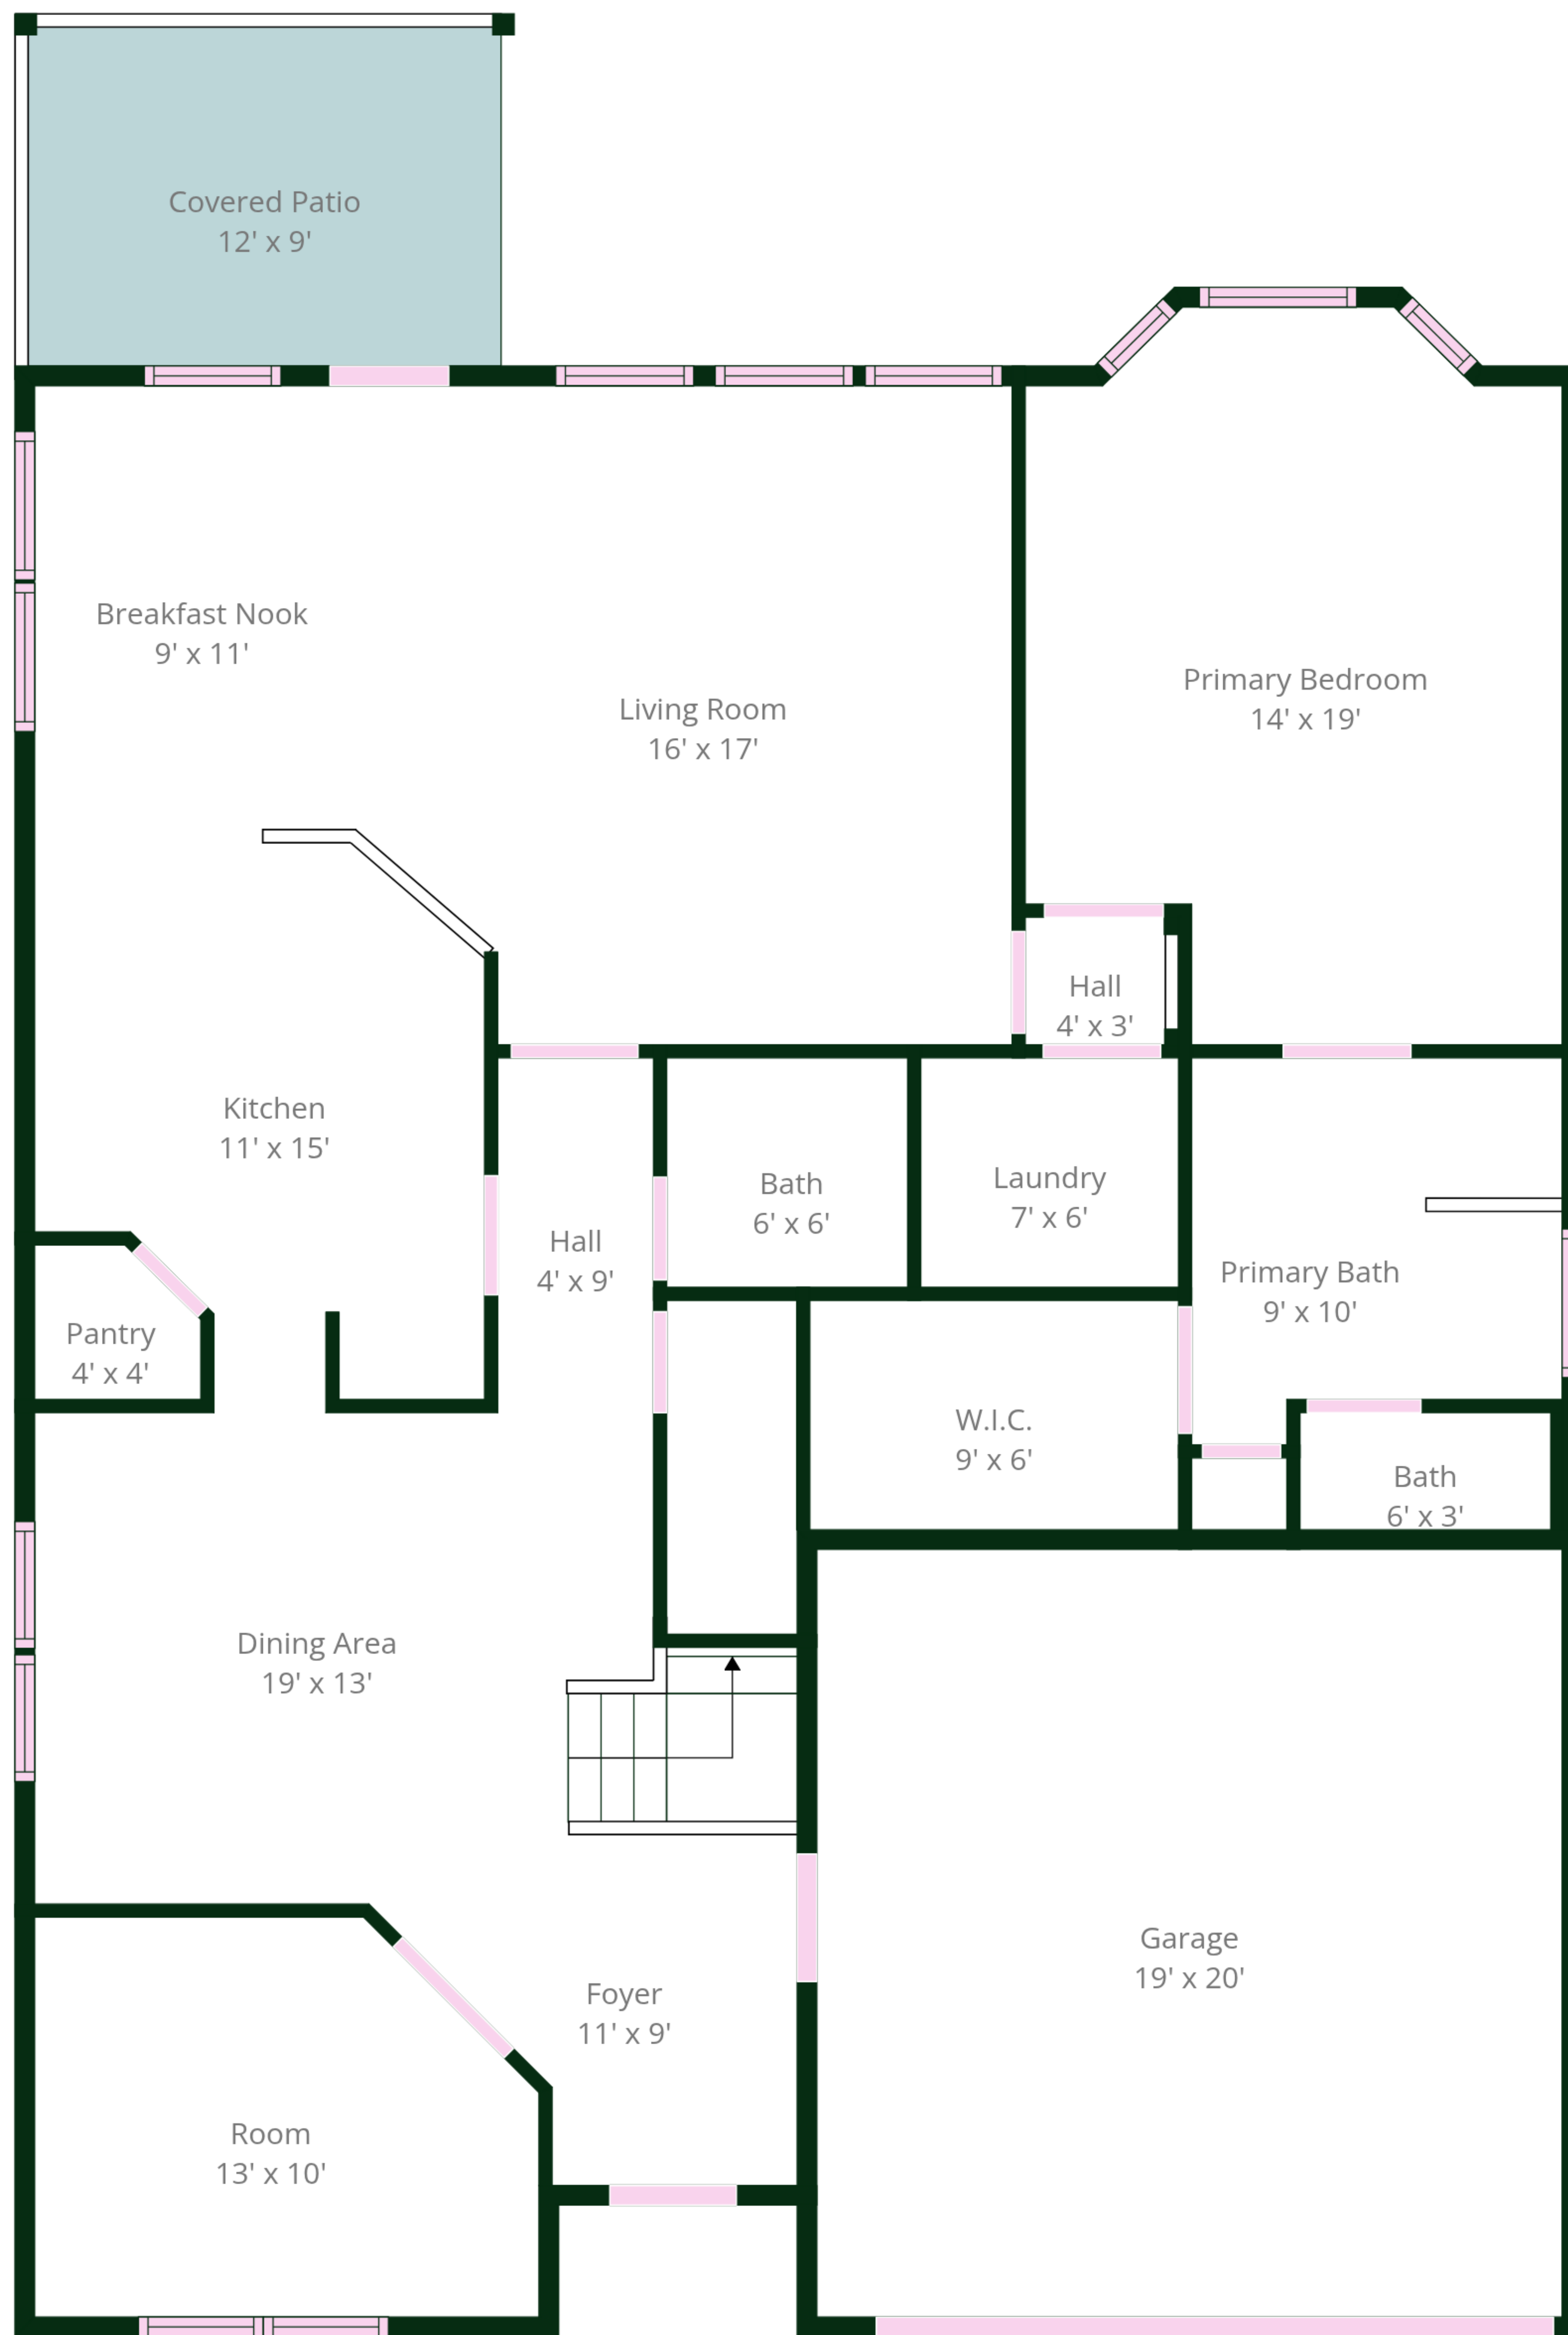 Covered Patio
12' x 9'
Breakfast Nook
9' x 11'
Living Room
16' x 17'
Primary Bedroom
14' x 19'
Hall
4' x 3'
Kitchen
11' x 15'
Hall
4' x 9'
Bath
6' x 6'
Laundry
7' x 6'
Primary Bath
9' x 10'
Pantry
4' x 4'
W.I.C.
9' x 6'
Bath
6' x 3'
Dining Area
19' x 13'
Garage
19' x 20'
Foyer
11' x 9'
Room
13' x 10'